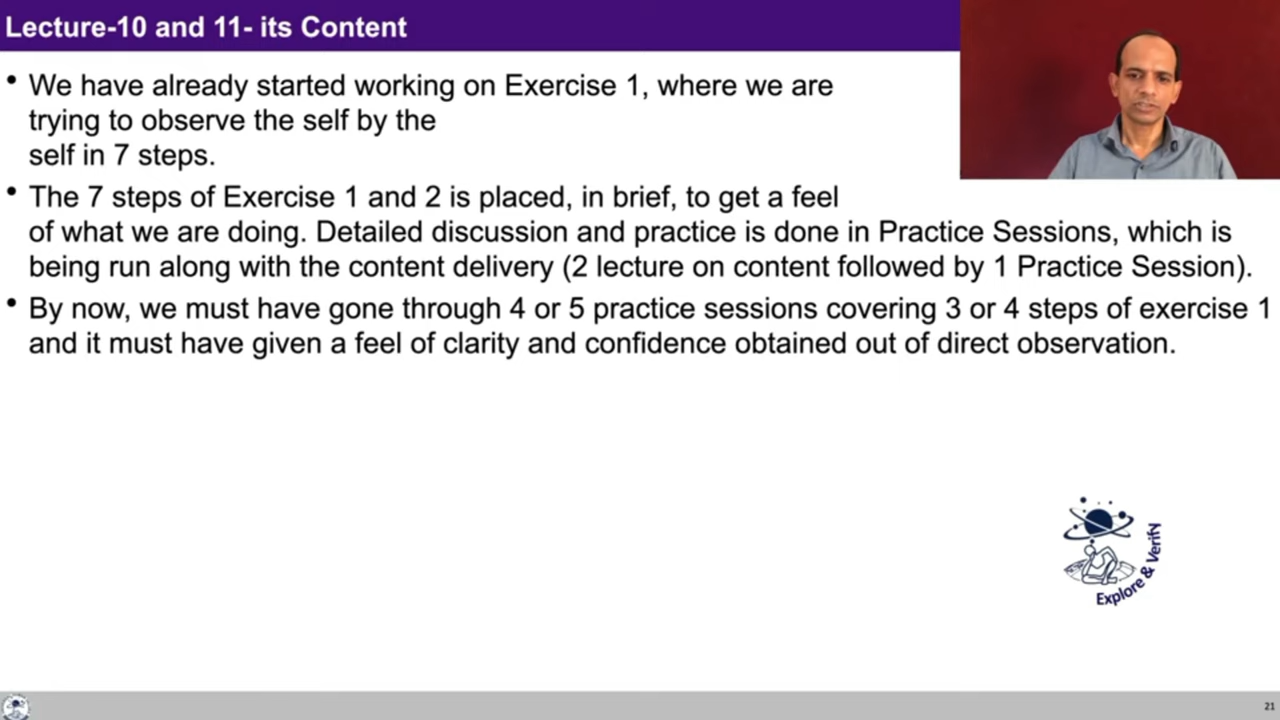 Lecture-10 and 11- its Content
• We have already started working on Exercise 1, where we are
trying to observe the self by the
self in 7 steps.
• The 7 steps of Exercise 1 and 2 is placed, in brief, to get a feel
of what we are doing. Detailed discussion and practice is done in Practice Sessions, which is
being run along with the content delivery (2 lecture on content followed by 1 Practice Session).
• By now, we must have gone through 4 or 5 practice sessions covering 3 or 4 steps of exercise 1
and it must have given a feel of clarity and confidence obtained out of direct observation.
Explore & Verify
21